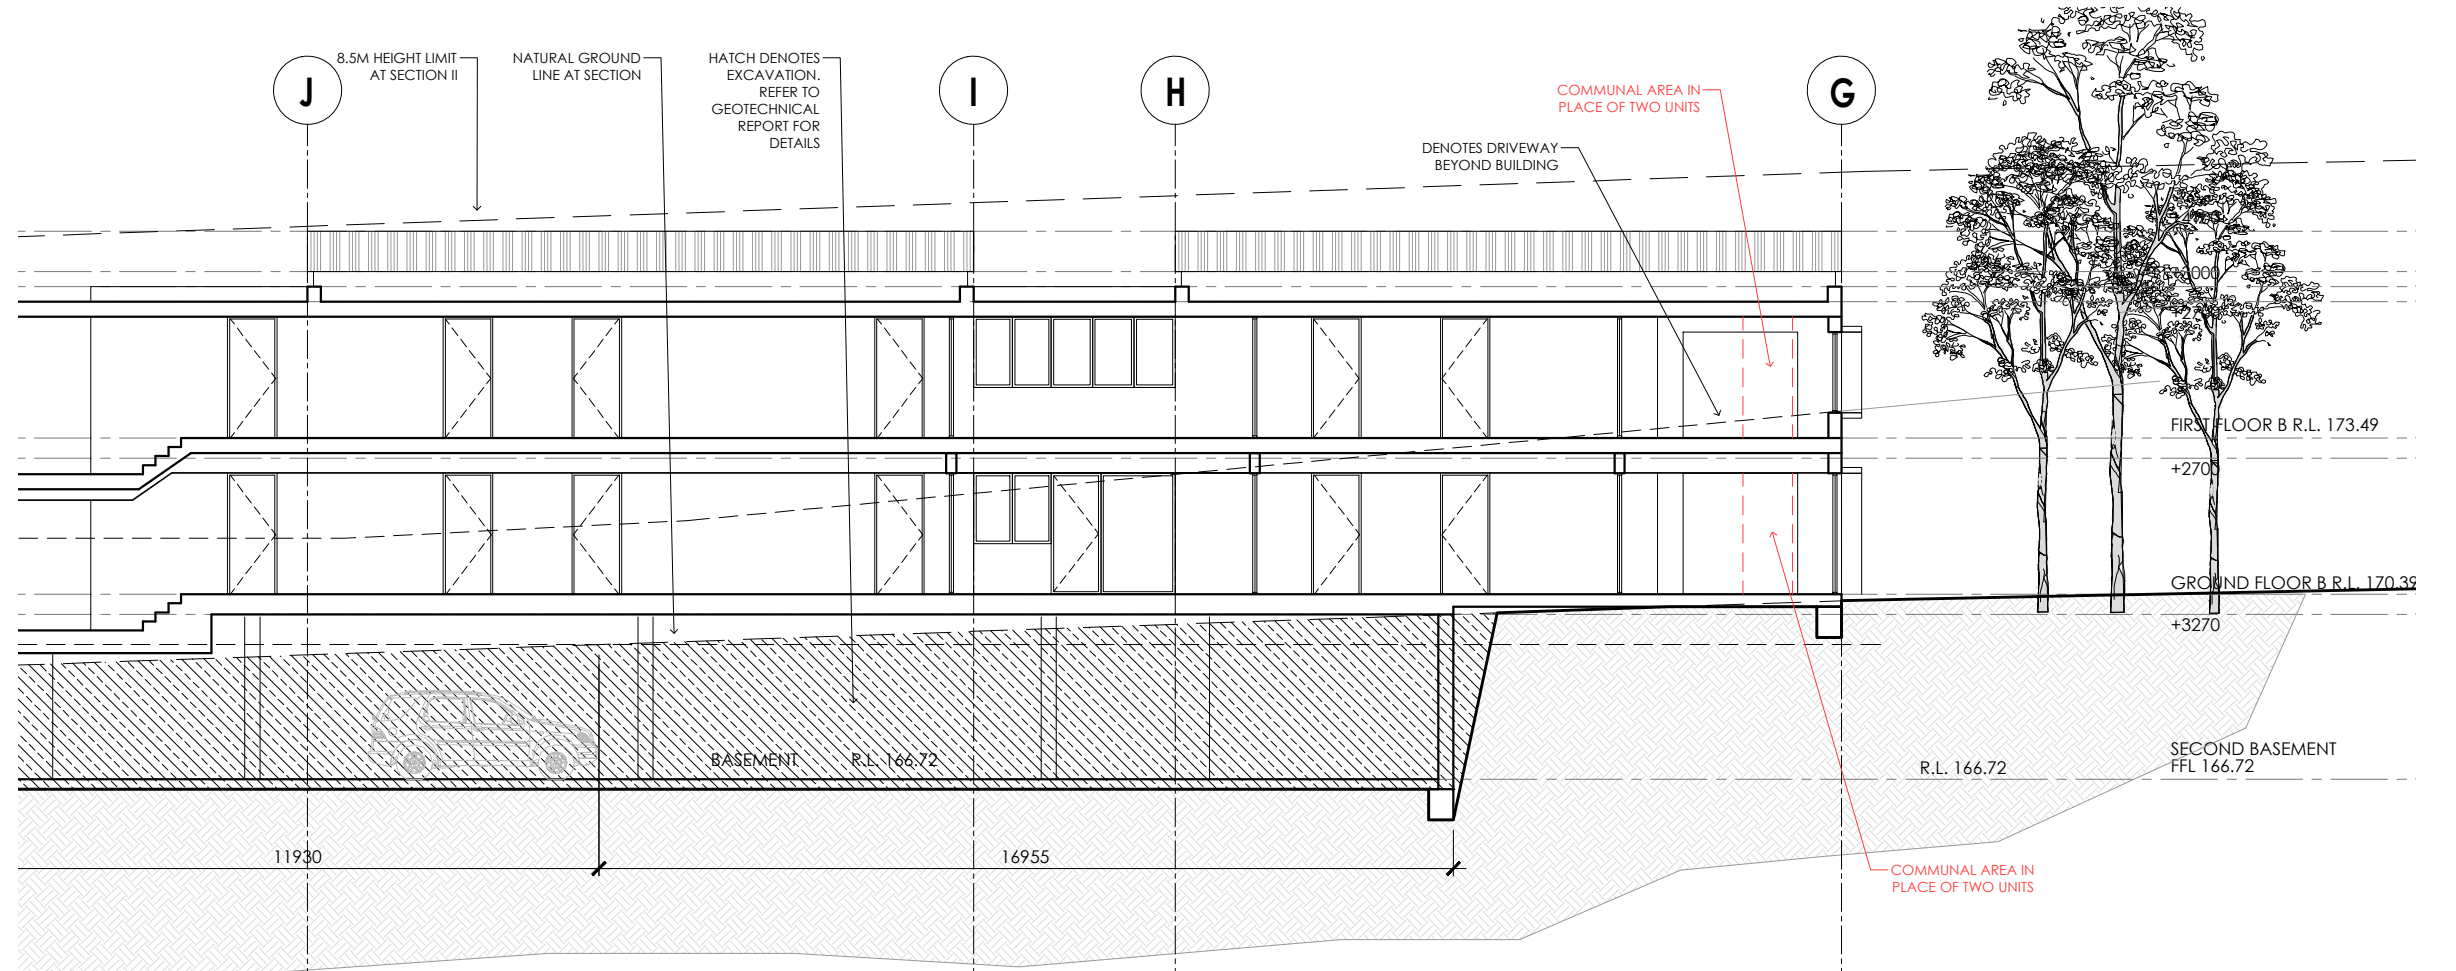 8.5M HEIGHT LIMIT
AT SECTION II
NATURAL GROUND
LINE AT SECTION
HATCH DENOTES
EXCAVATION.
REFER TO
GEOTECHNICAL
REPORT FOR
DETAILS
J
I
H
G
COMMUNAL AREA IN
PLACE OF TWO UNITS
DENOTES DRIVEWAY
BEYOND BUILDING
FIRST FLOOR B R.L. 173.49
+2700
GROUND FLOOR B R.L. 170.39
+3270
BASEMENT R.L. 166.72
R.L. 166.72
SECOND BASEMENT
FFL 166.72
11930
16955
COMMUNAL AREA IN
PLACE OF TWO UNITS